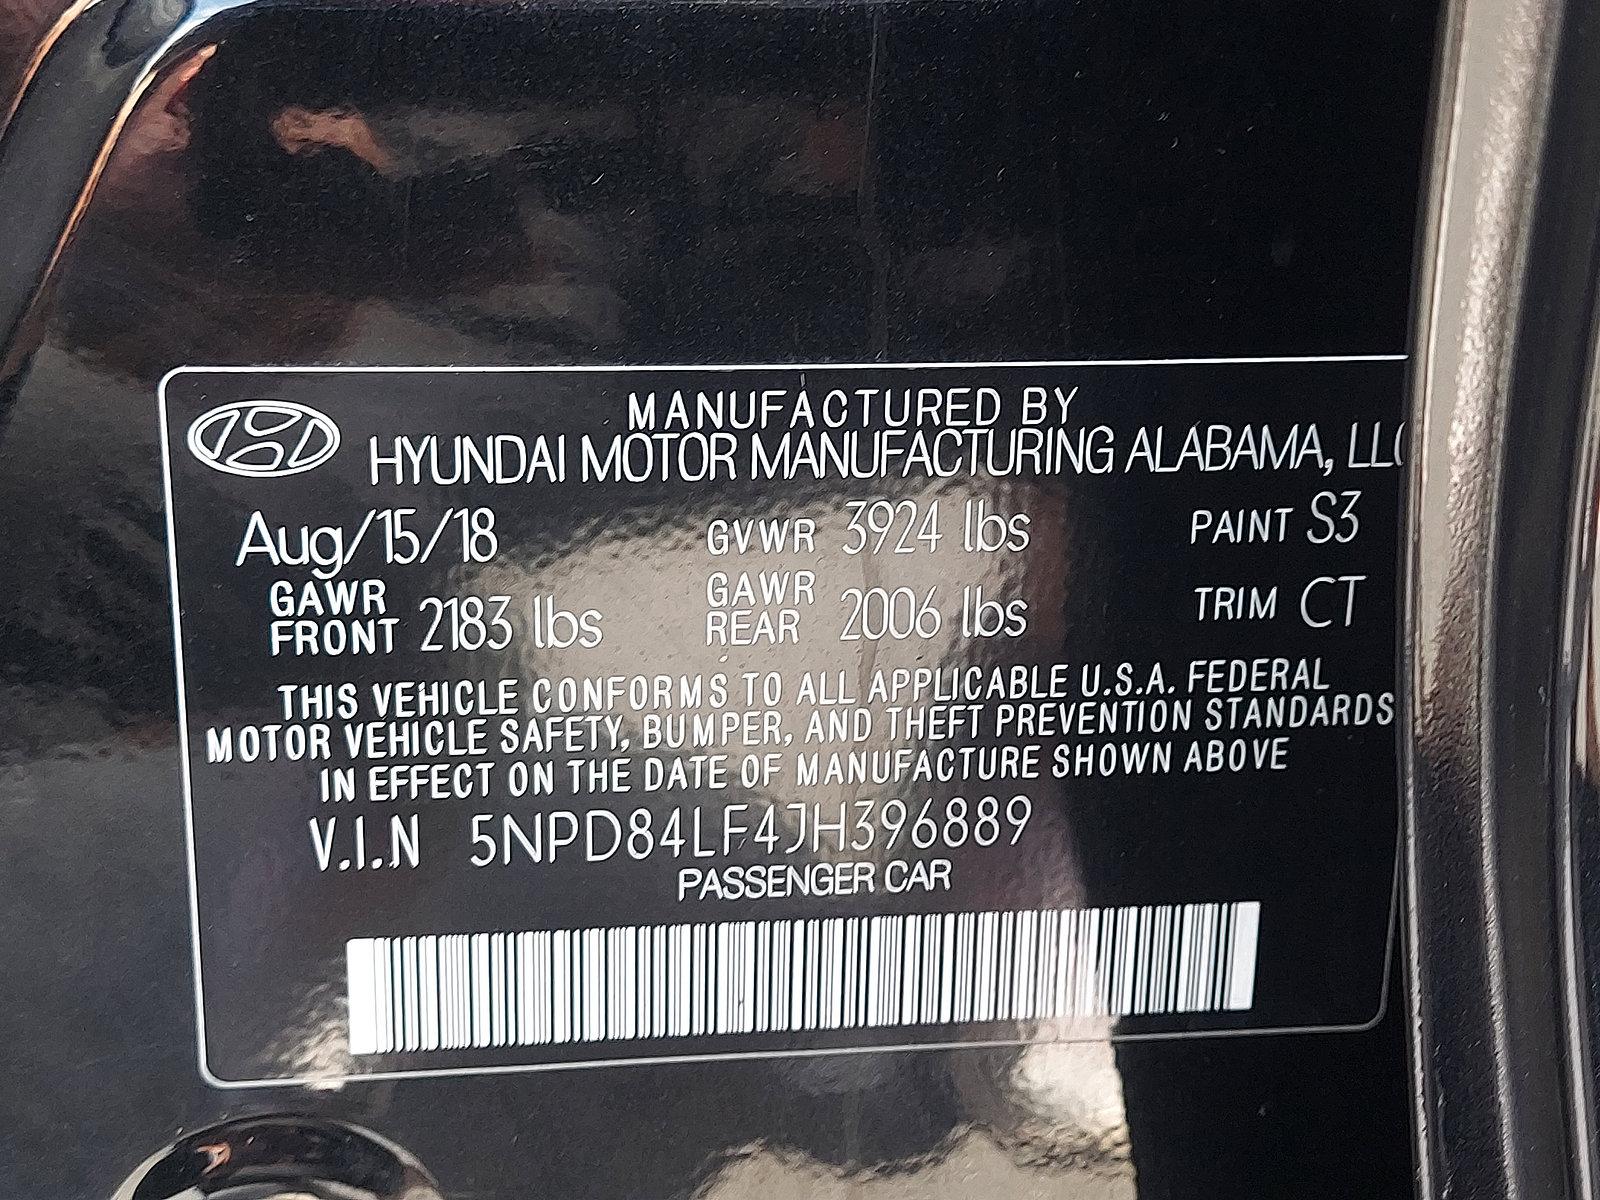 MANUFACTURED BY
HYUNDAI MOTOR MANUFACTURING ALABAMA, LLC
Aug/15/18 GVWR 3924 lbs PAINT S3
GAWR FRONT 2183 lbs GAWR REAR 2006 lbs TRIM CT
THIS VEHICLE CONFORMS TO ALL APPLICABLE U.S.A. FEDERAL
MOTOR VEHICLE SAFETY, BUMPER, AND THEFT PREVENTION STANDARDS
IN EFFECT ON THE DATE OF MANUFACTURE SHOWN ABOVE
V.I.N 5NPD84LF4JH396889
PASSENGER CAR